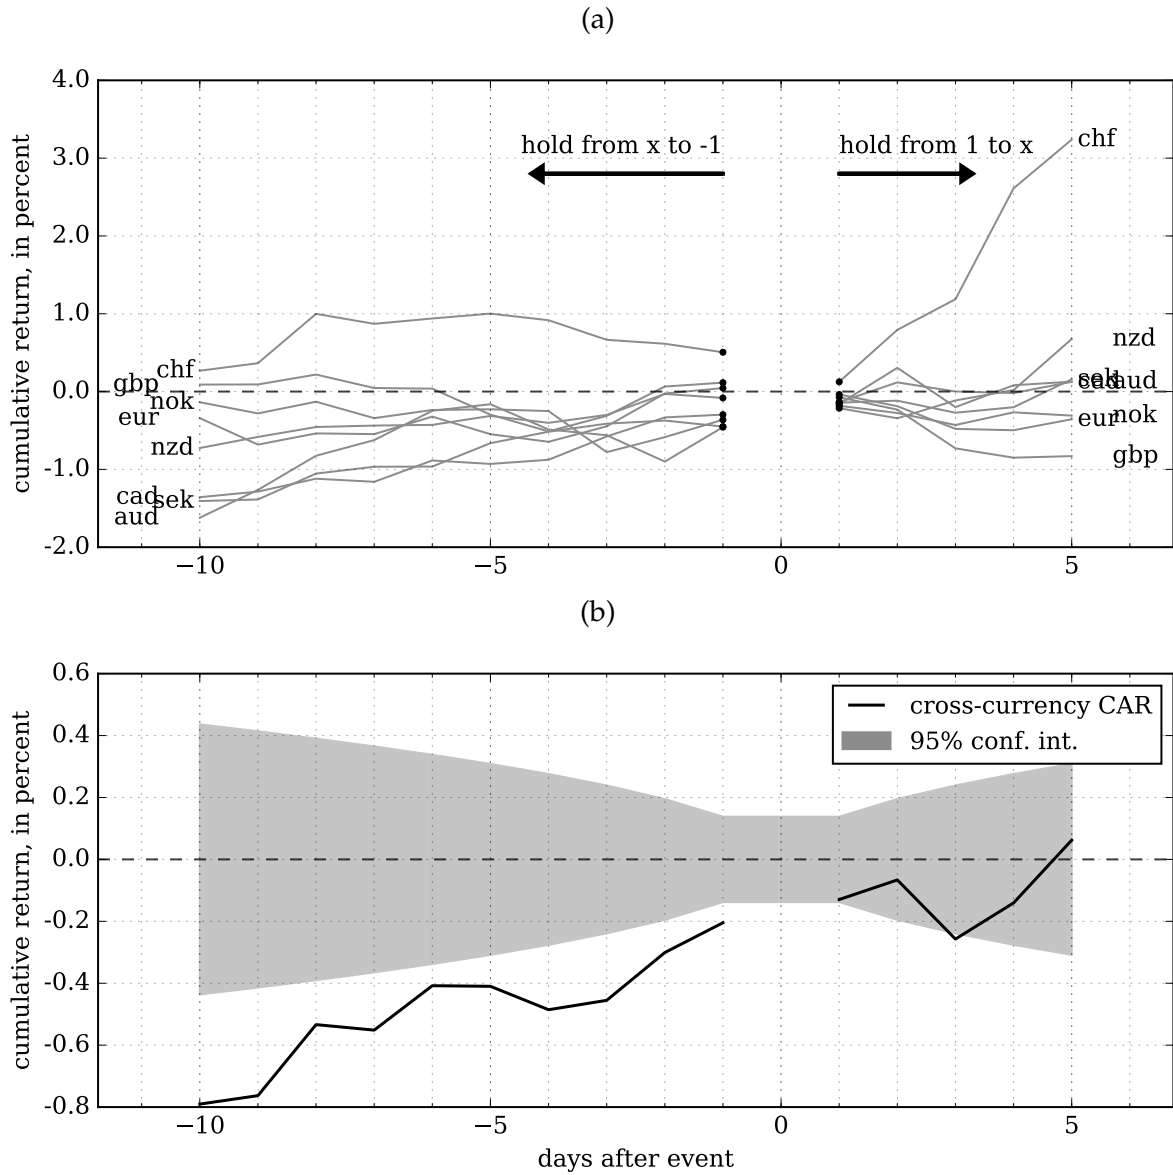 (a)
4.0
3.0
2.0
1.0
0.0
-1.0
-2.0
cumulative return, in percent
hold from x to -1
hold from 1 to x
chf
gbp
nok
eur
nzd
cad
sek
aud
chf
nzd
sek
cad
aud
eur
nok
gbp
−10
−5
0
5
(b)
0.6
0.4
0.2
0.0
-0.2
-0.4
-0.6
-0.8
cumulative return, in percent
cross-currency CAR
95% conf. int.
−10
−5
0
5
days after event